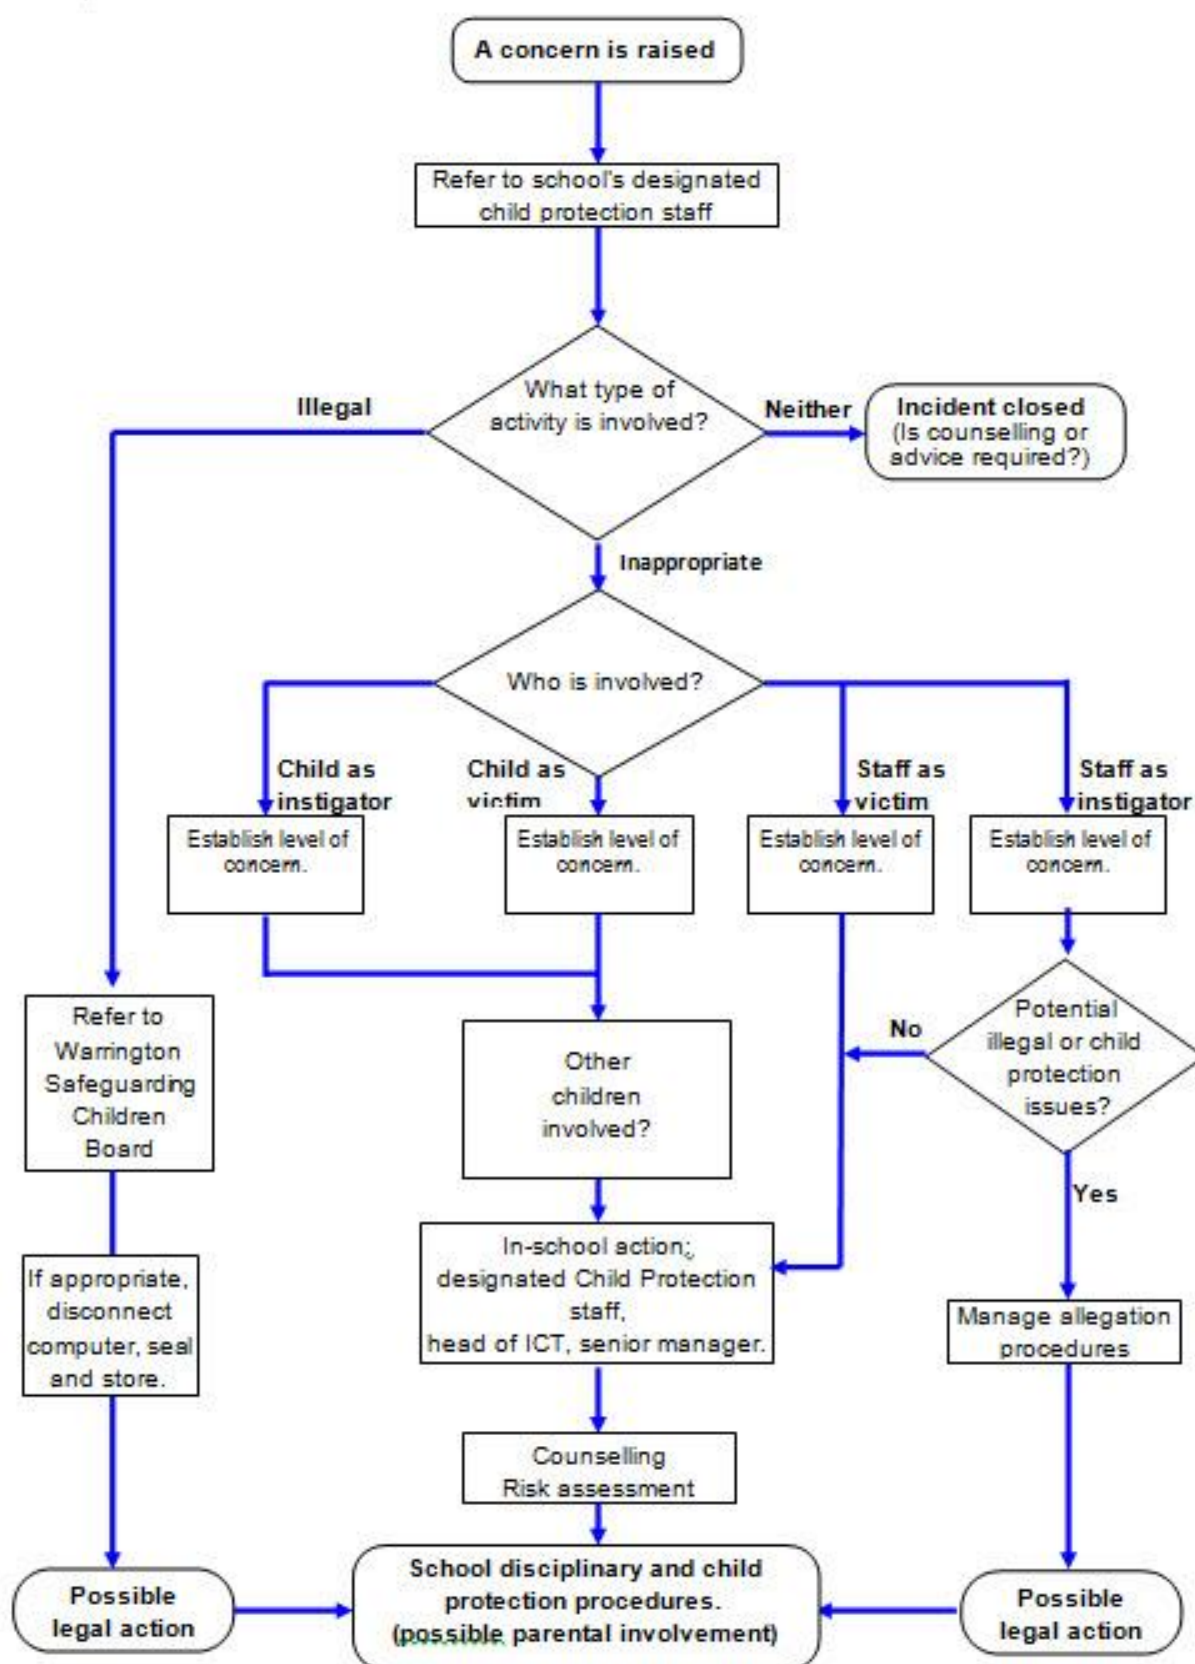 A concern is raised
Refer to school's designated
child protection staff
What type of
activity is involved?
Illegal
Neither
Incident closed
(Is counselling or
advice required?)
Inappropriate
Who is involved?
Child as
instigator
Child as
victim
Staff as
victim
Staff as
instigator
Establish level of
concern.
Establish level of
concern.
Establish level of
concern.
Establish level of
concern.
Refer to
Warrington
Safeguarding
Children
Board
Other
children
involved?
No
Potential
illegal or child
protection
issues?
Yes
If appropriate,
disconnect
computer, seal
and store.
In-school action;
designated Child Protection
staff,
head of ICT, senior manager.
Manage allegation
procedures
Counselling
Risk assessment
Possible
legal action
School disciplinary and child
protection procedures.
(possible parental involvement)
Possible
legal action